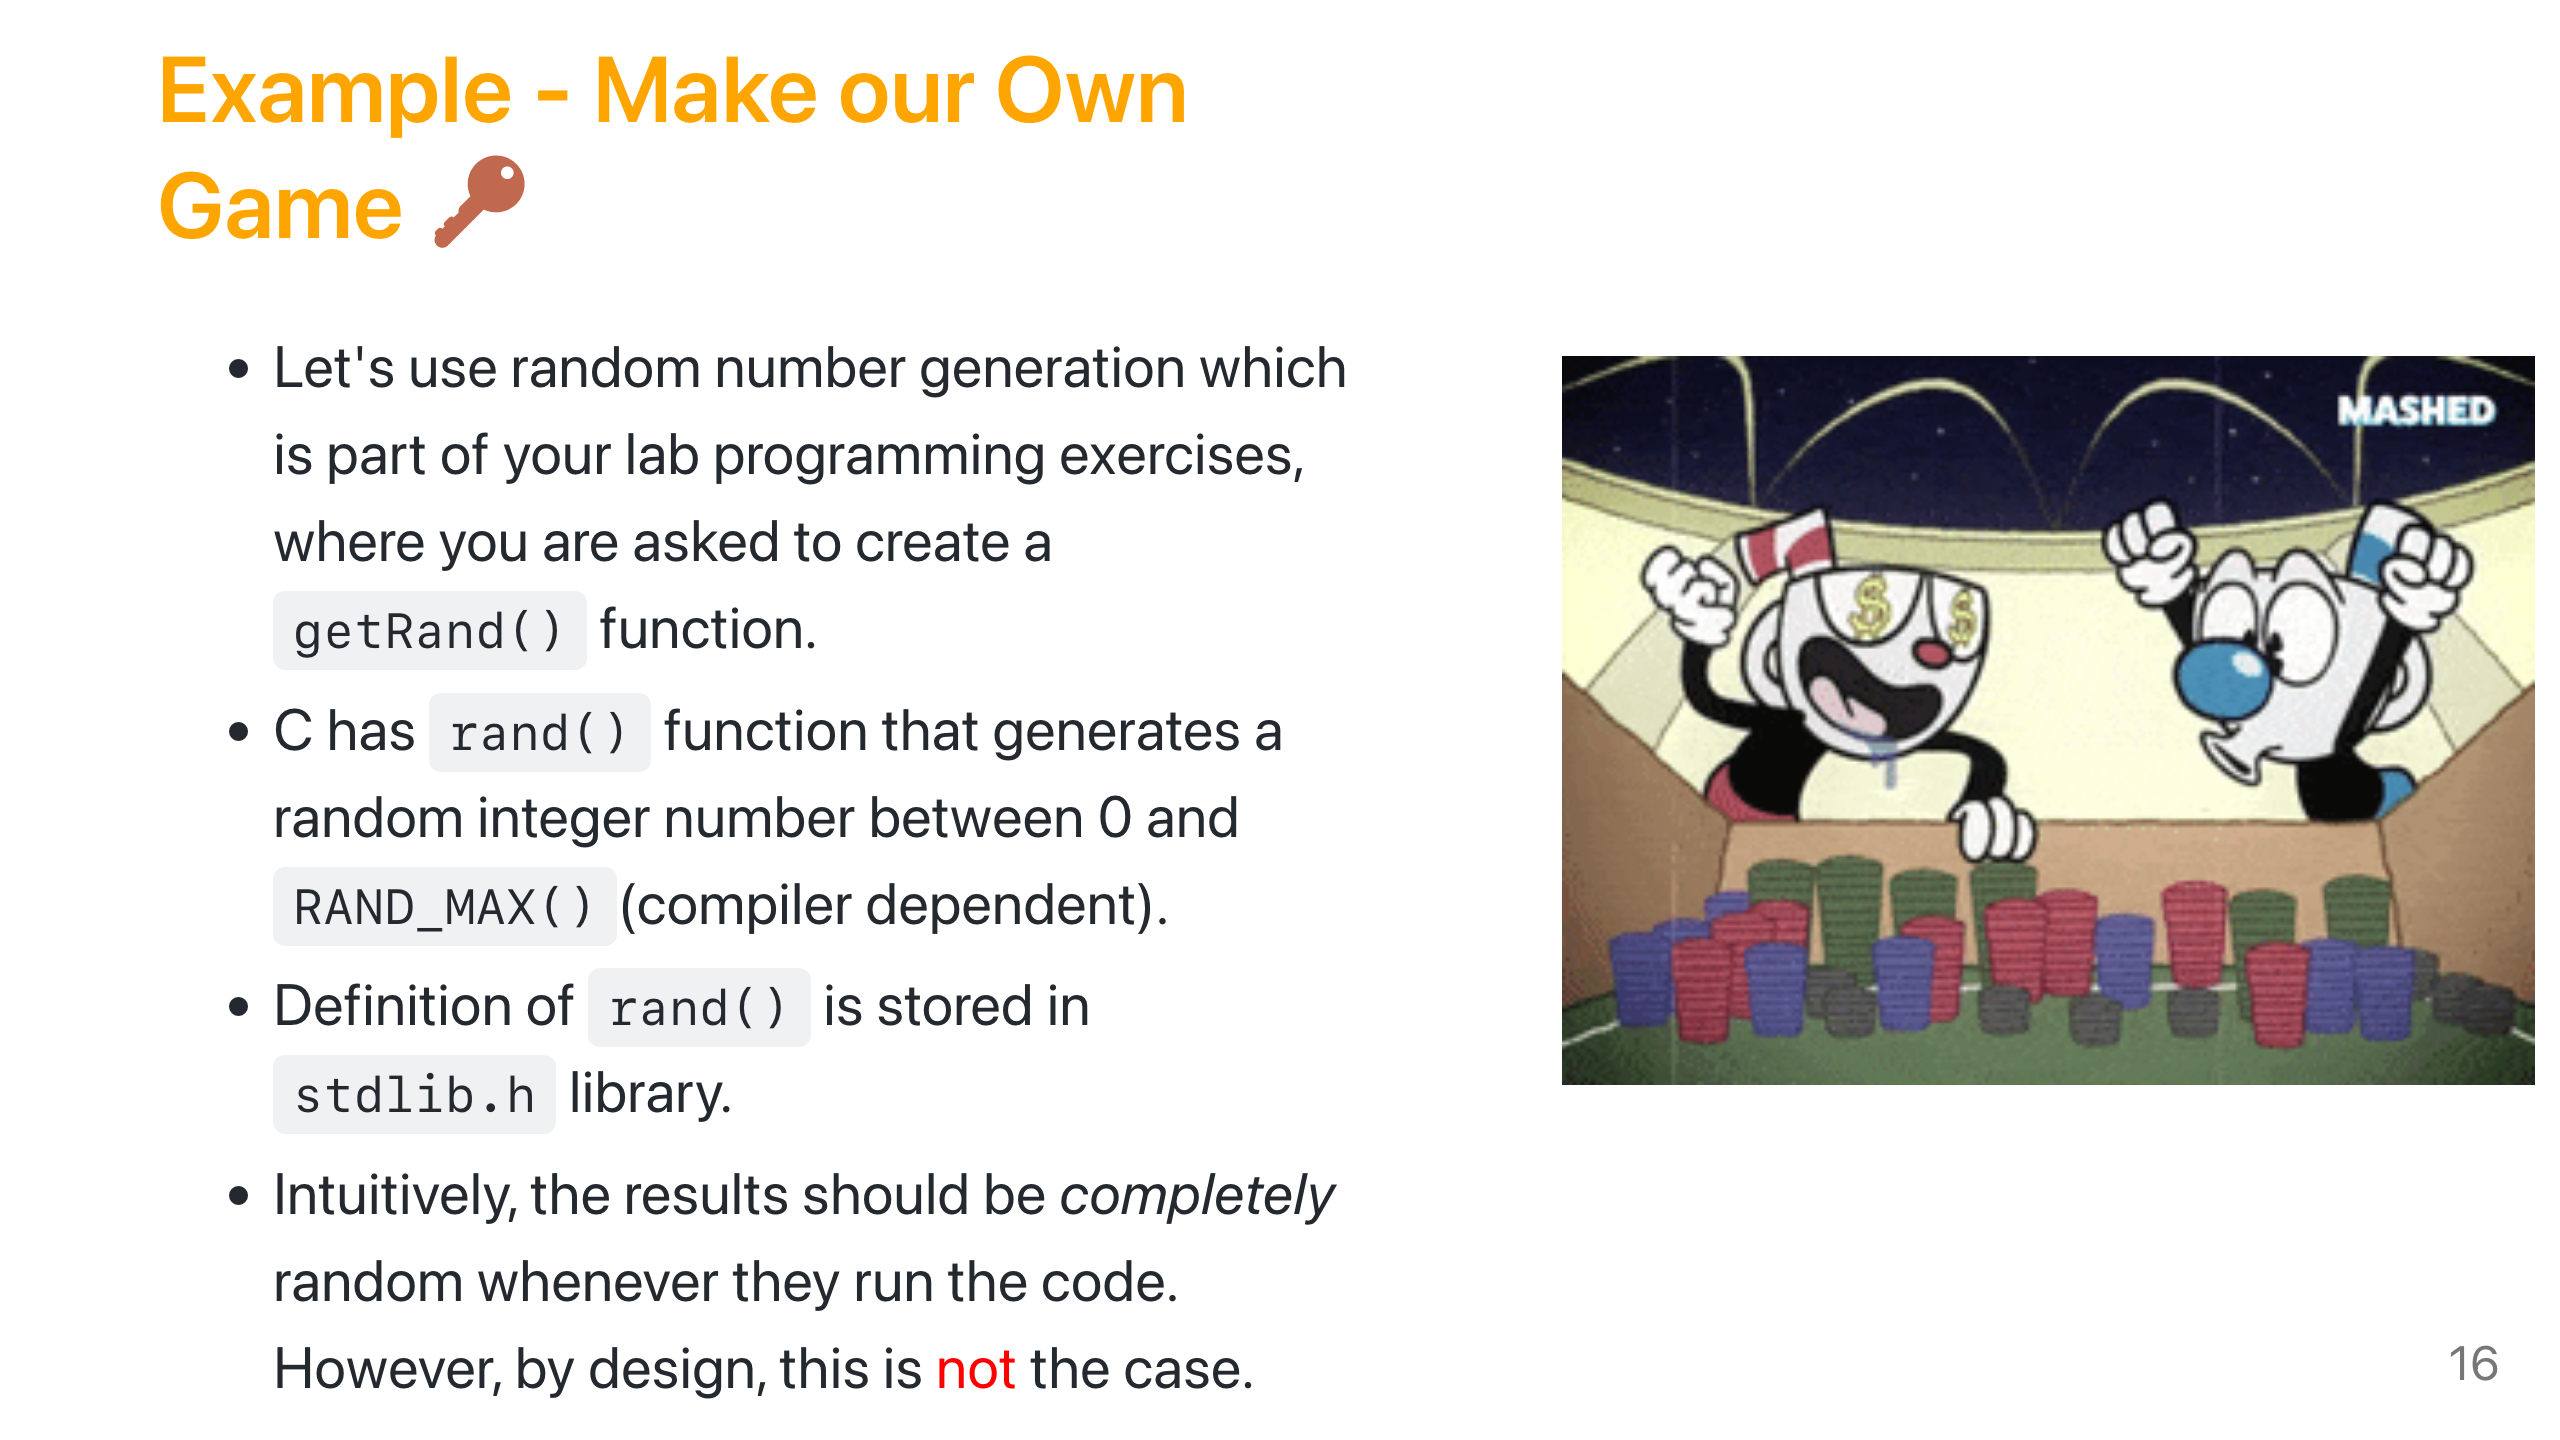 Example - Make our Own
Game
Let's use random number generation which
is part of your lab programming exercises,
where you are asked to create a
getRand() function.
C has rand() function that generates a
random integer number between 0 and
RAND_MAX() (compiler dependent).
Definition of rand() is stored in
stdlib.h library.
Intuitively, the results should be completely
random whenever they run the code.
However, by design, this is not the case.
MASHED
16